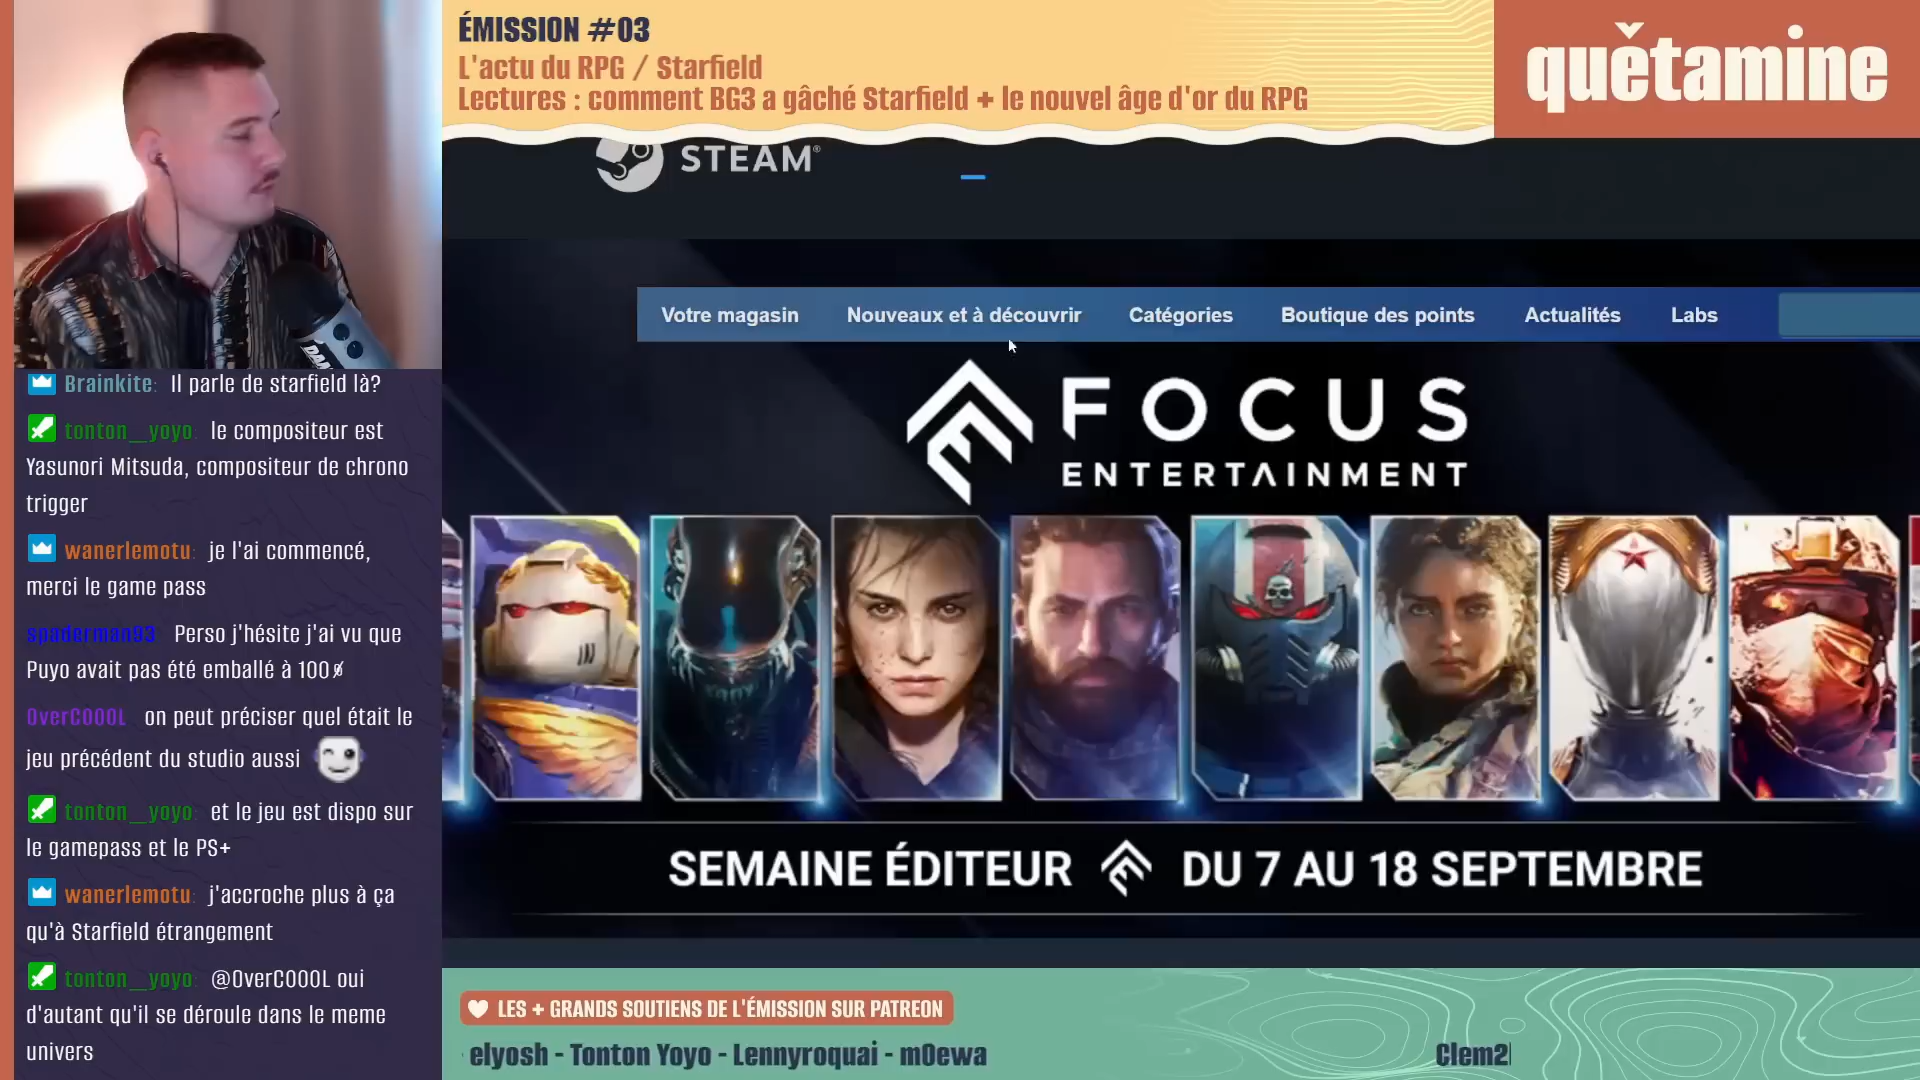 ÉMISSION #03
L'actu du RPG / Starfield
Lectures : comment BG3 a gâché Starfield + le nouvel âge d'or du RPG
quětamine
STEAM®
Votre magasin
Nouveaux et à découvrir
Catégories
Boutique des points
Actualités
Labs
FOCUS
ENTERTAINMENT
SEMAINE ÉDITEUR DU 7 AU 18 SEPTEMBRE
Brainkite: Il parle de starfield là?
tonton_yoyo: le compositeur est
Yasunori Mitsuda, compositeur de chrono
trigger
wanerlemotu: je l'ai commencé,
merci le game pass
spaderman93: Perso j'hésite j'ai vu que
Puyo avait pas été emballé à 100%
OverC000L: on peut préciser quel était le
jeu précédent du studio aussi
tonton_yoyo: et le jeu est dispo sur
le gamepass et le PS+
wanerlemotu: j'accroche plus à ça
qu'à Starfield étrangement
tonton_yoyo: @OverC000L oui
d'autant qu'il se déroule dans le meme
univers
LES + GRANDS SOUTIENS DE L'ÉMISSION SUR PATREON
elyosh - Tonton Yoyo - Lennyroquai - m0ewa
Clem2